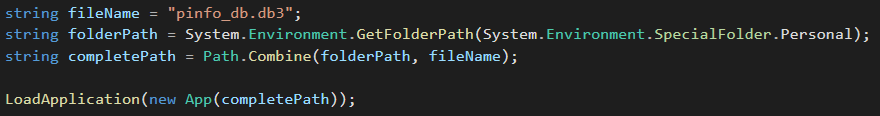 string fileName = "pinfo_db.db3";
string folderPath = System.Environment.GetFolderPath(System.Environment.SpecialFolder.Personal);
string completePath = Path.Combine(folderPath, fileName);
LoadApplication(new App(completePath));